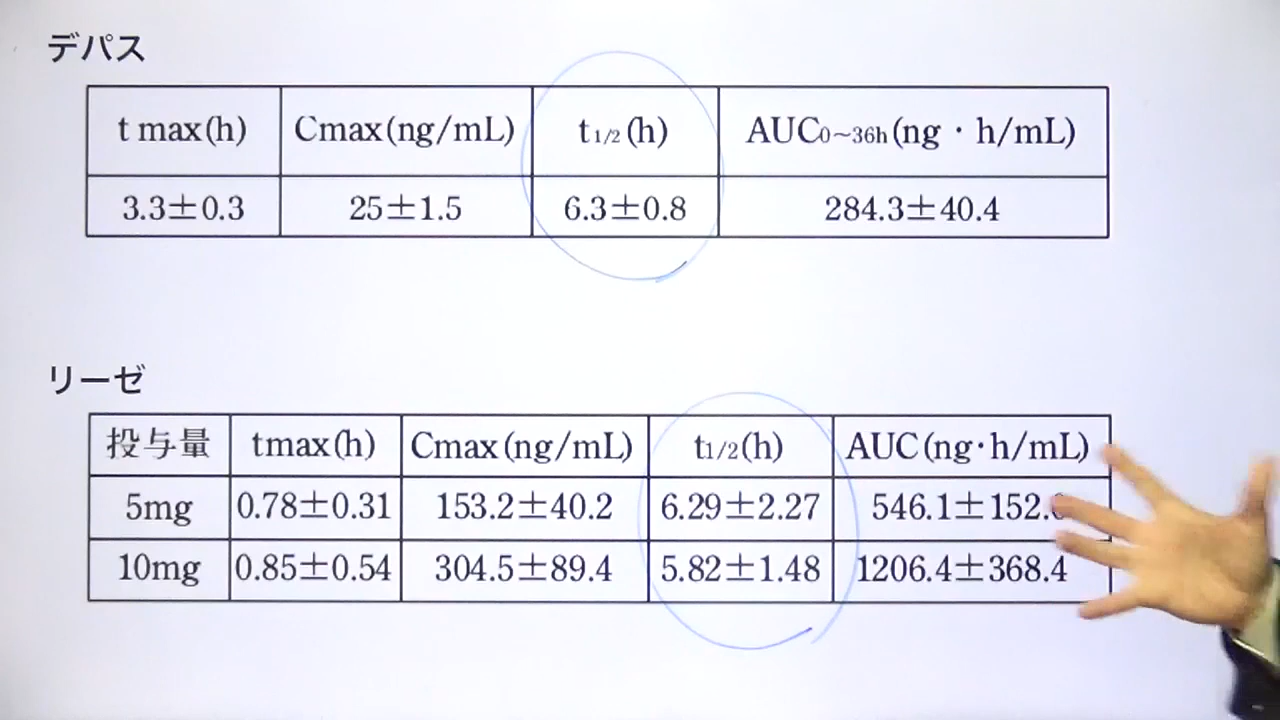 デパス
t max(h) Cmax(ng/mL) t1/2(h) AUC0~36h(ng・h/mL)
3.3±0.3 25±1.5 6.3±0.8 284.3±40.4
リーゼ
投与量 tmax(h) Cmax(ng/mL) t1/2(h) AUC(ng·h/mL)
5mg 0.78±0.31 153.2±40.2 6.29±2.27
10mg 0.85±0.54 304.5±89.4 5.82±1.48 1206.4±368.4